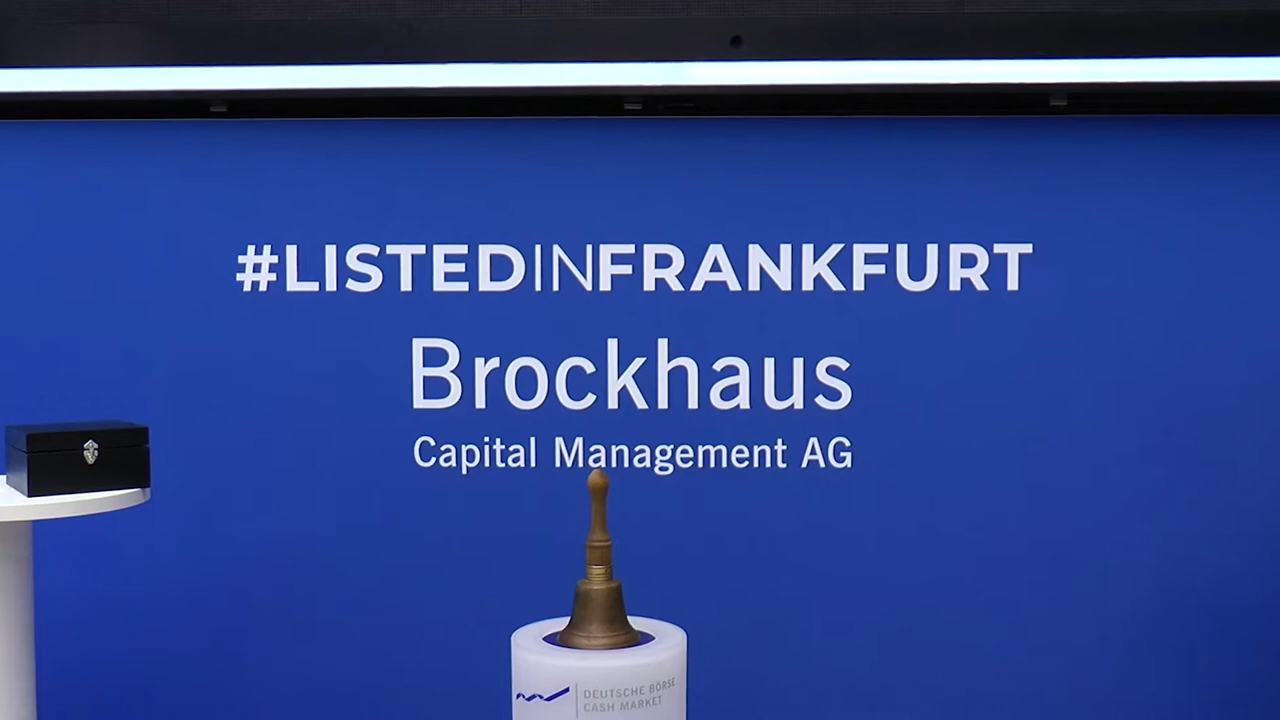 #LISTEDINFRANKFURT
Brockhaus
Capital Management AG
DEUTSCHE BÖRSE
CASH MARKET